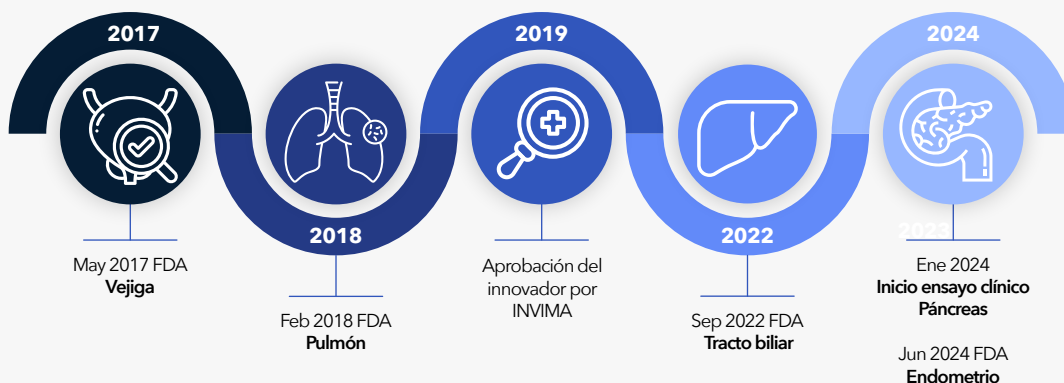 2017
May 2017 FDA
Vejiga
2018
Feb 2018 FDA
Pulmón
2019
Aprobación del
innovador por
INVIMA
2022
Sep 2022 FDA
Tracto biliar
2024
2023
Ene 2024
Inicio ensayo clínico
Páncreas
Jun 2024 FDA
Endometrio